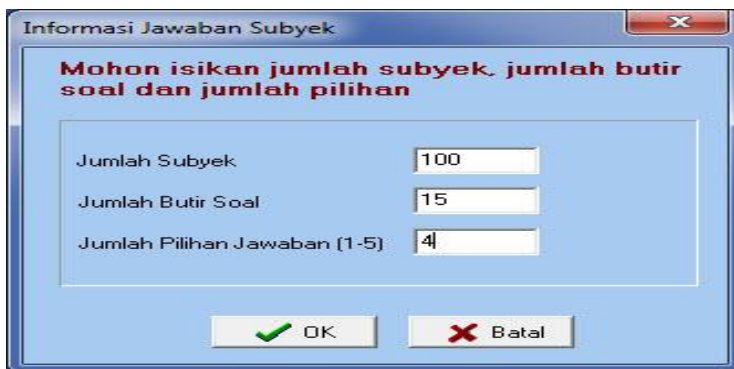 Informasi Jawaban Subyek
Mohon isikan jumlah subyek, jumlah butir
soal dan jumlah pilihan
Jumlah Subyek 100
Jumlah Butir Soal 15
Jumlah Pilihan Jawaban (1-5) 4
OK Batal